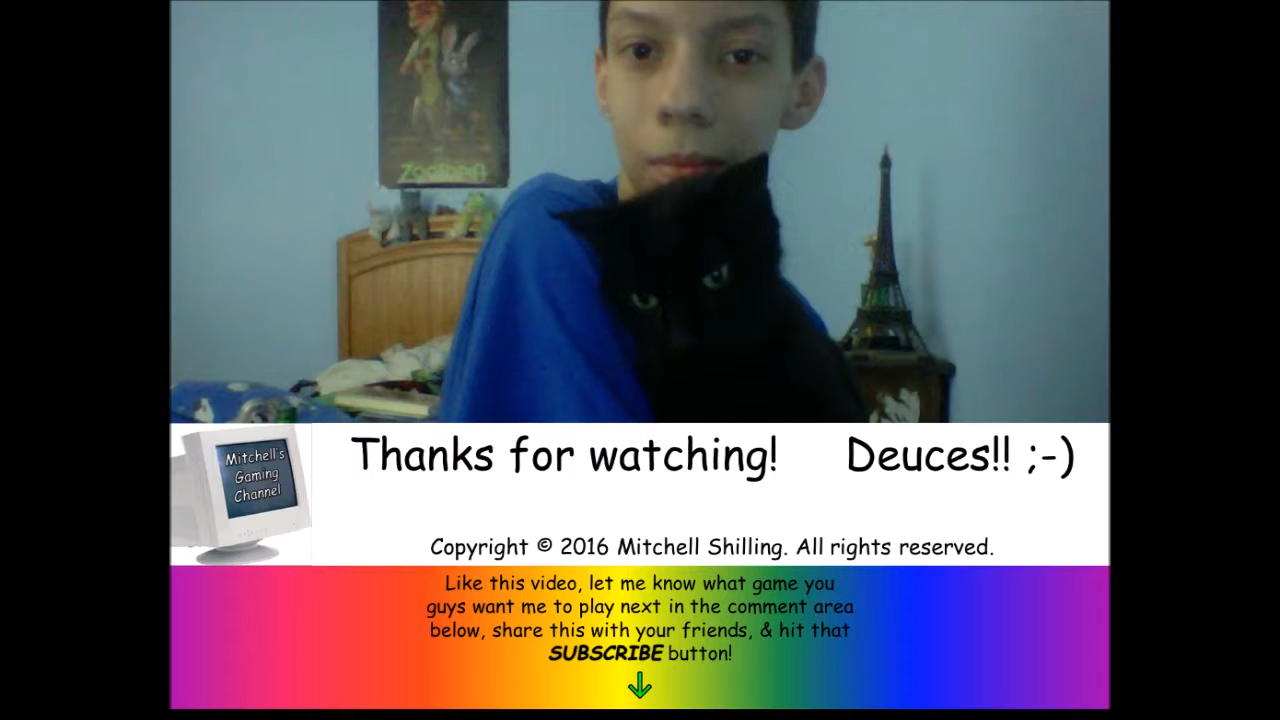 ZOOTOPIA
Mitchell's
Gaming
Channel
Thanks for watching! Deuces!! ;-)
Copyright © 2016 Mitchell Shilling. All rights reserved.
Like this video, let me know what game you
guys want me to play next in the comment area
below, share this with your friends, & hit that
SUBSCRIBE button!